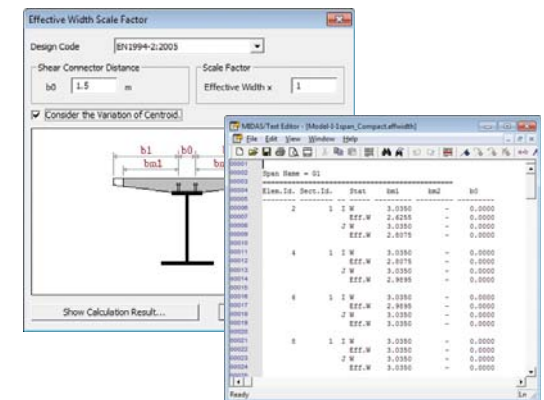 Effective Width Scale Factor
Design Code EN1994-2:2005
Shear Connector Distance
b0 1.5 m
Scale Factor
Effective Width x 1
Consider the Variation of Centroid.
b1 b0
bm1
Show Calculation Result...
MIDAS/Text Editor - [Model-I-1span_Compact.effwidth]
File Edit View Window Help
00001
00002 Span Name = G1
00003
00004 Elem.Id. Sect.Id. Stat bm1 bm2 b0
00005
00006 2 1 I W 3.0350 - 0.0000
00007 Eff.W 2.6255 - 0.0000
00008 J W 3.0350 - 0.0000
00009 Eff.W 2.8075 - 0.0000
00010
00011 4 1 I W 3.0350 - 0.0000
00012 Eff.W 2.8075 - 0.0000
00013 J W 3.0350 - 0.0000
00014 Eff.W 2.9895 - 0.0000
00015
00016 6 1 I W 3.0350 - 0.0000
00017 Eff.W 2.9895 - 0.0000
00018 J W 3.0350 - 0.0000
00019 Eff.W 3.0350 - 0.0000
00020
00021 8 1 I W 3.0350 - 0.0000
00022 Eff.W 3.0350 - 0.0000
00023 J W 3.0350 - 0.0000
00024 Eff.W 3.0350 - 0.0000
Ready Ln